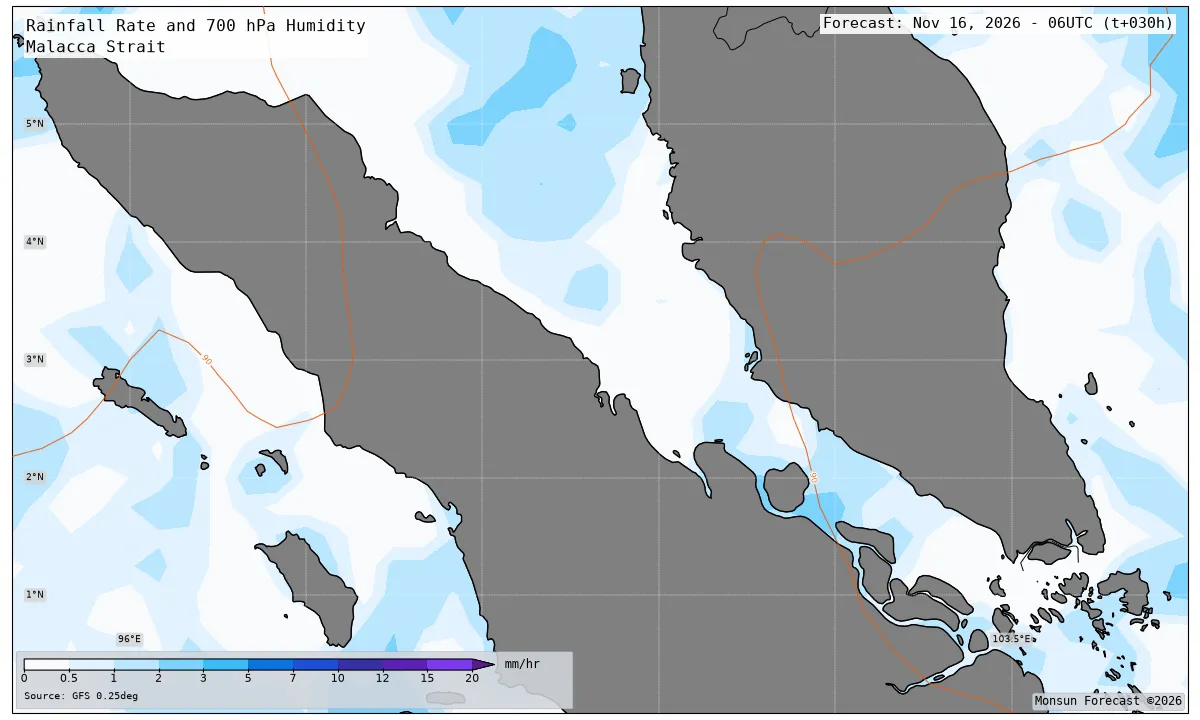 Rainfall Rate and 700 hPa Humidity
Malacca Strait
Forecast: Nov 16, 2026 - 06UTC (t+030h)
5°N
4°N
3°N
90
2°N
90
1°N
96°E
103.5°E
mm/hr
0 0.5 1 2 3 5 7 10 12 15 20
Source: GFS 0.25deg
Monsun Forecast ©2026